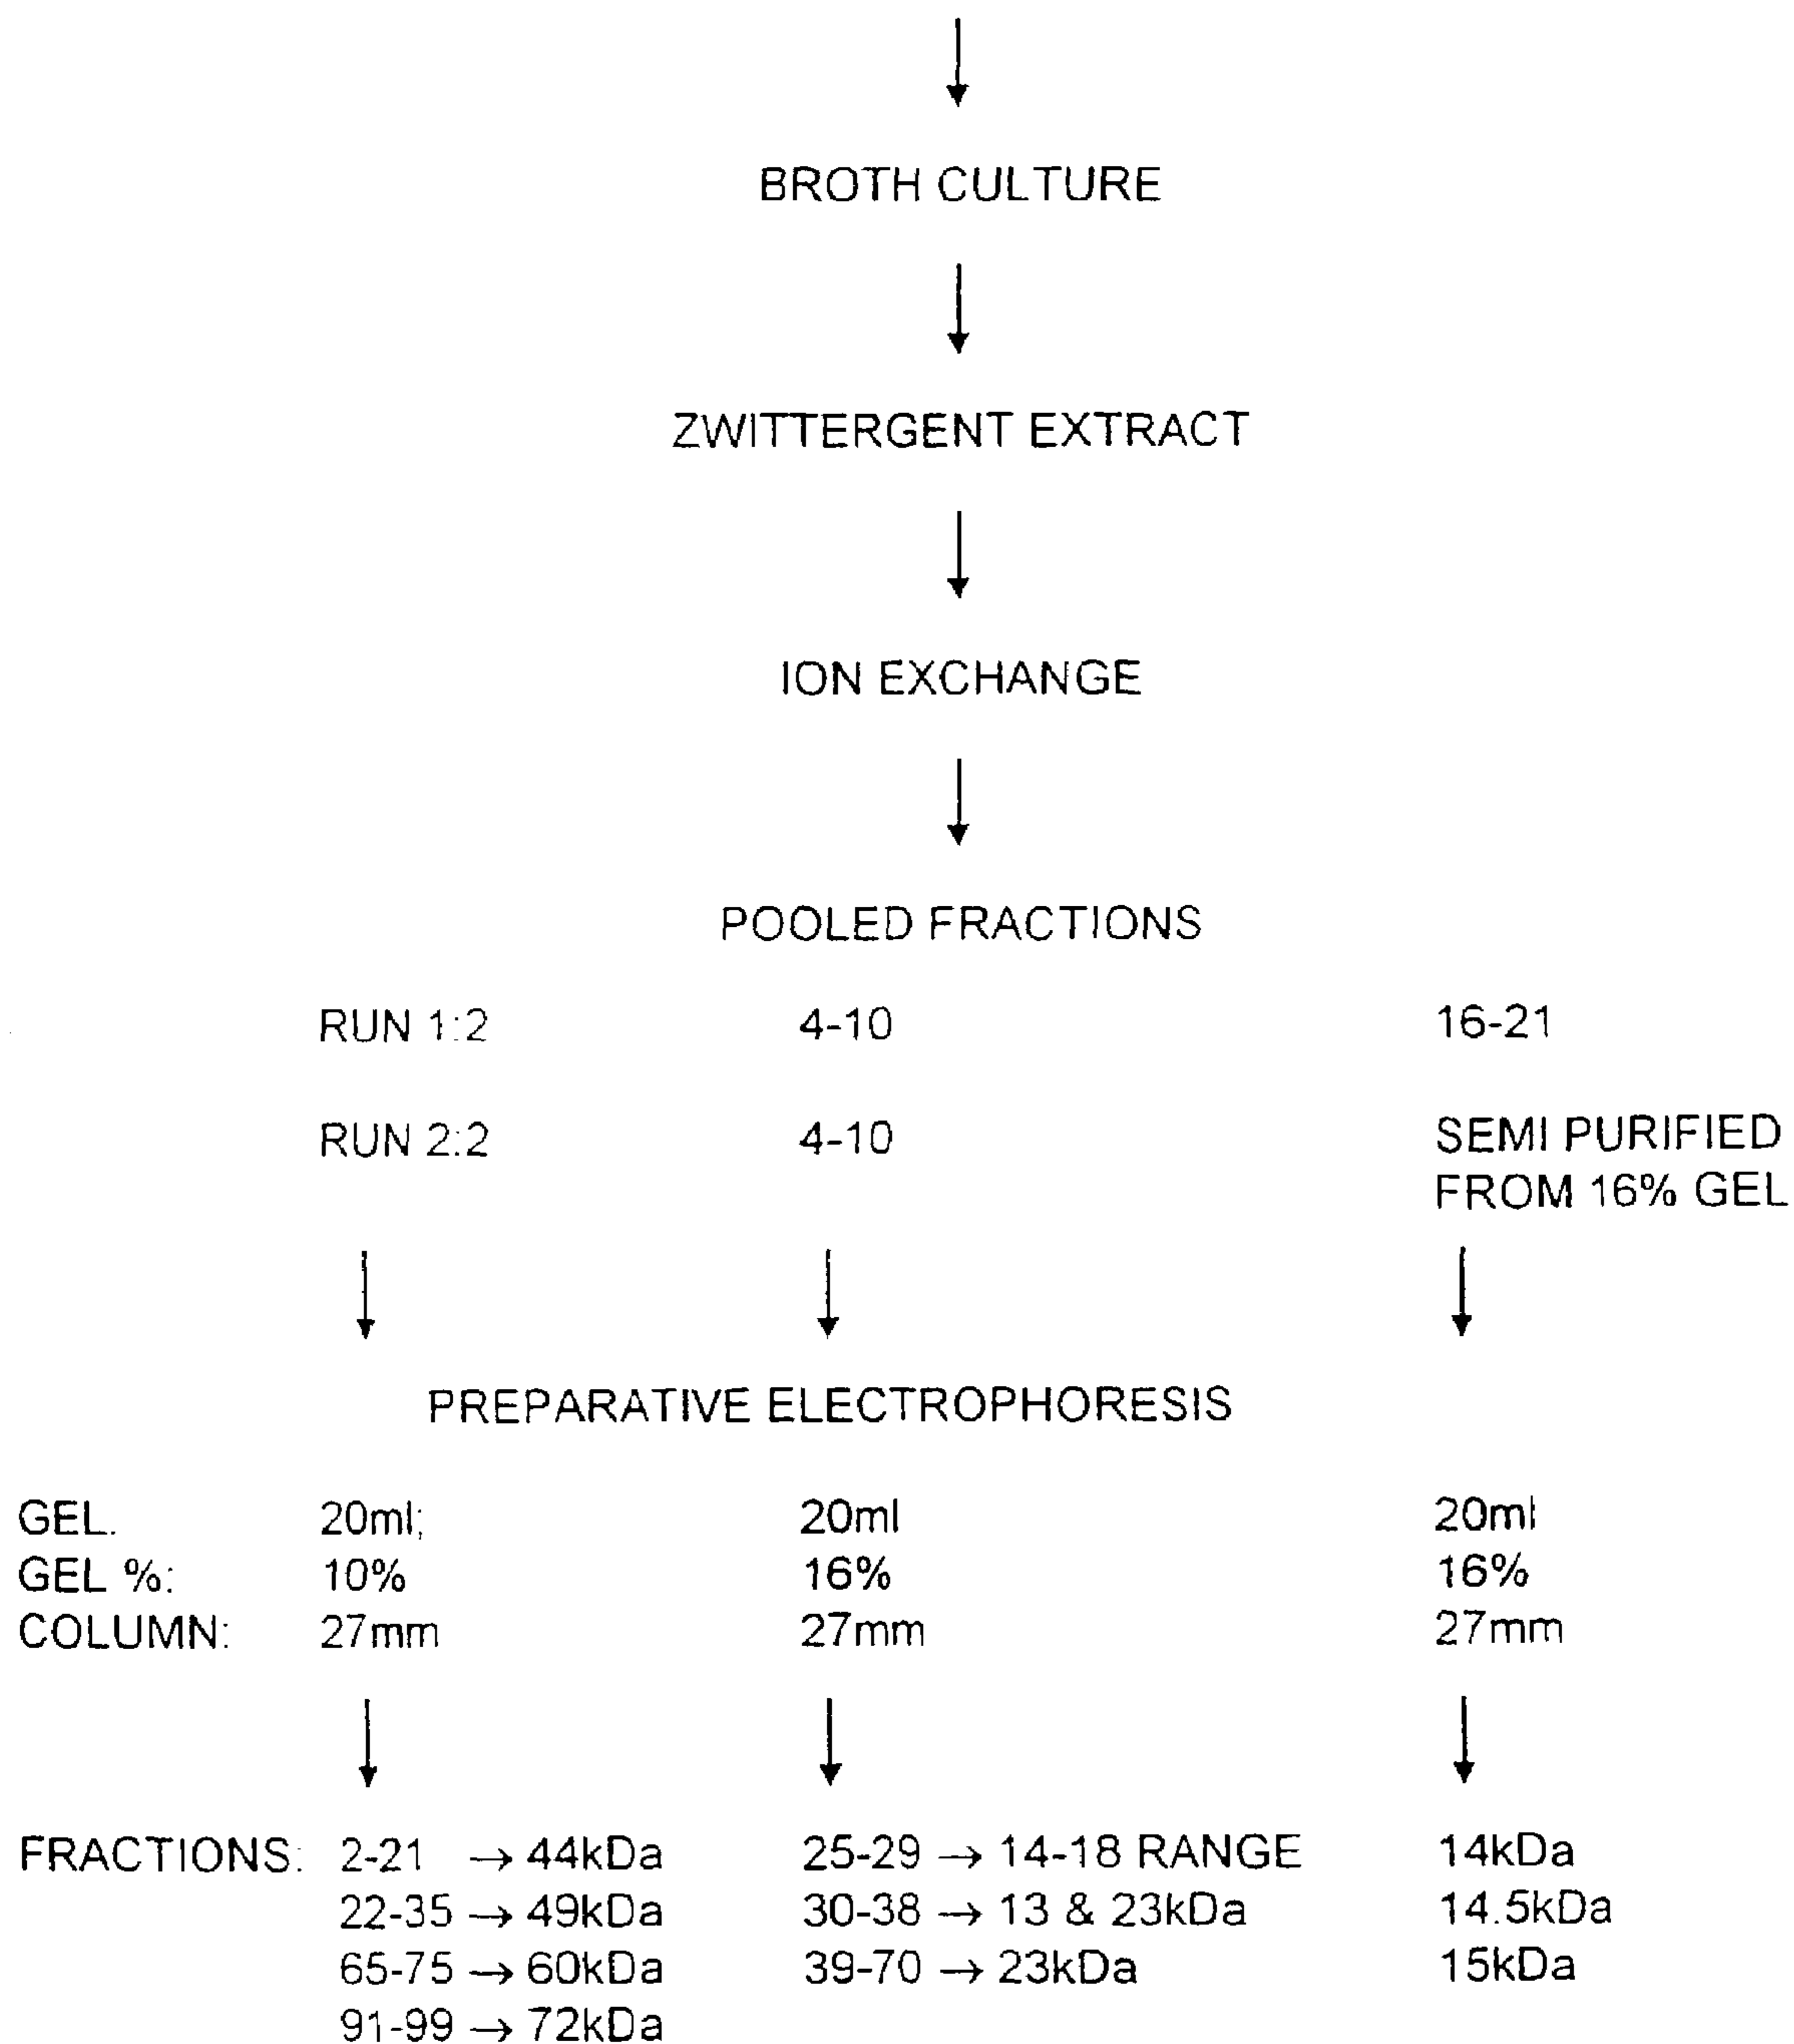 BROTH CULTURE
ZWITTERGENT EXTRACT
ION EXCHANGE
POOLED FRACTIONS
RUN 1:2 4-10 16-21
RUN 2:2 4-10 SEMI PURIFIED
FROM 16% GEL
PREPARATIVE ELECTROPHORESIS
GEL. 20ml; 20ml 20ml
GEL %: 10% 16% 16%
COLUMN: 27mm 27mm 27mm
FRACTIONS: 2-21 → 44kDa 25-29 → 14-18 RANGE 14kDa
22-35 → 49kDa 30-38 → 13 & 23kDa 14.5kDa
65-75 → 60kDa 39-70 → 23kDa 15kDa
91-99 → 72kDa